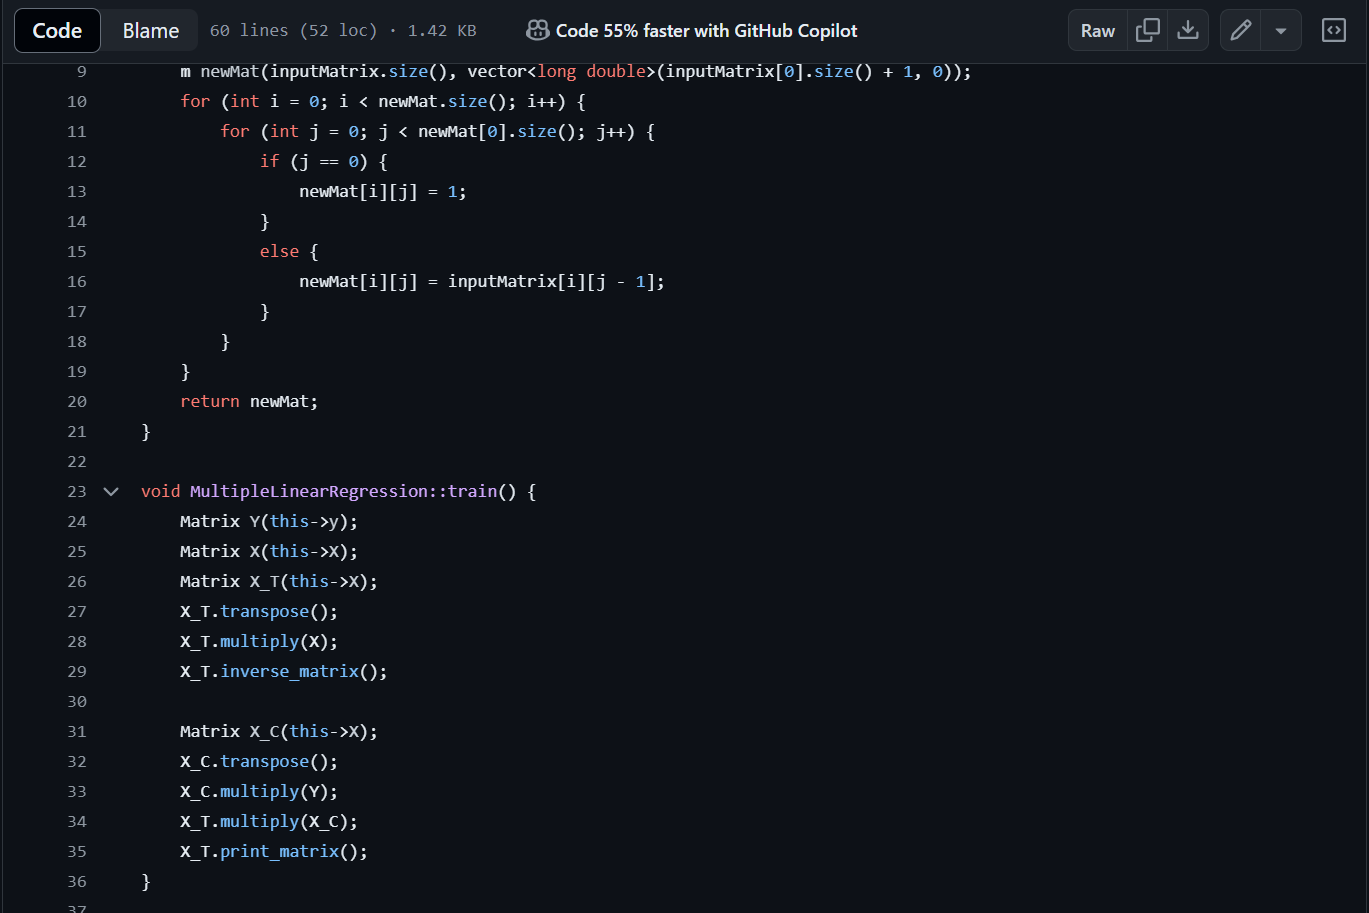 Code Blame 60 lines (52 loc) · 1.42 KB Code 55% faster with GitHub Copilot Raw
9 m newMat(inputMatrix.size(), vector<long double>(inputMatrix[0].size() + 1, 0));
10 for (int i = 0; i < newMat.size(); i++) {
11 for (int j = 0; j < newMat[0].size(); j++) {
12 if (j == 0) {
13 newMat[i][j] = 1;
14 }
15 else {
16 newMat[i][j] = inputMatrix[i][j - 1];
17 }
18 }
19 }
20 return newMat;
21 }
22
23 void MultipleLinearRegression::train() {
24 Matrix Y(this->y);
25 Matrix X(this->X);
26 Matrix X_T(this->X);
27 X_T.transpose();
28 X_T.multiply(X);
29 X_T.inverse_matrix();
30
31 Matrix X_C(this->X);
32 X_C.transpose();
33 X_C.multiply(Y);
34 X_T.multiply(X_C);
35 X_T.print_matrix();
36 }
37